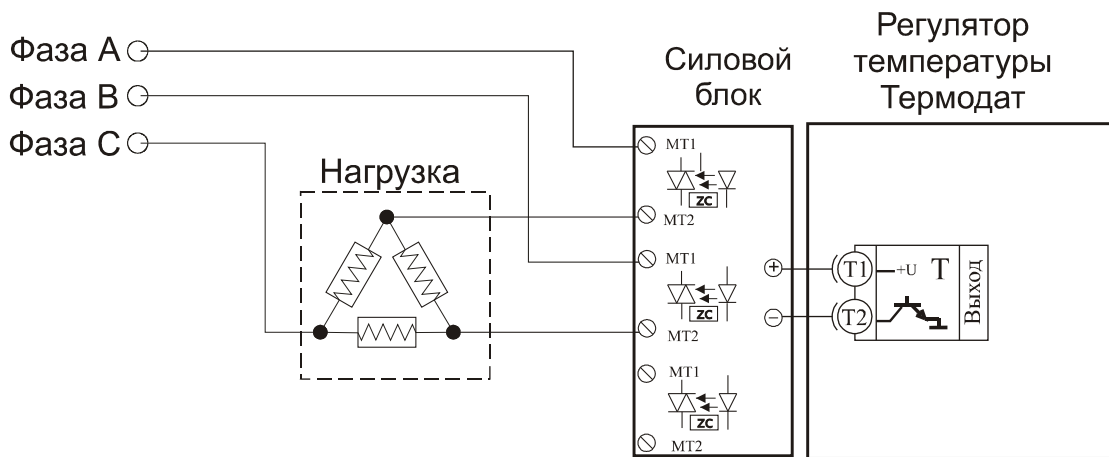 Фаза A
Фаза B
Фаза C
Нагрузка
Силовой
блок
Регулятор
температуры
Термодат
MT1
ZC
MT2
MT1
ZC
MT2
MT1
ZC
MT2
+
−
T1
T2
+U
T
Выход